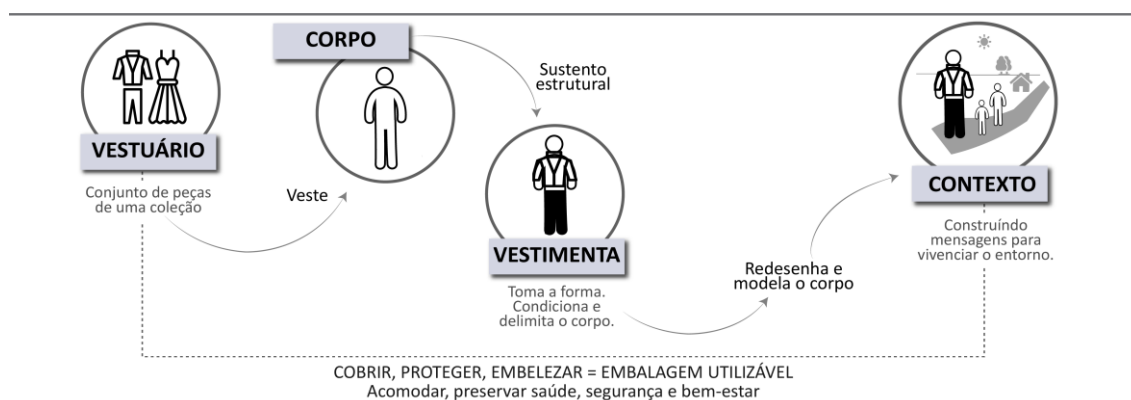 VESTUÁRIO
Conjunto de peças
de uma coleção
Veste
CORPO
Sustento
estrutural
VESTIMENTA
Toma a forma.
Condiciona e
delimita o corpo.
Redesenha e
modela o corpo
CONTEXTO
Construíndo
mensagens para
vivenciar o entorno.
COBRIR, PROTEGER, EMBELEZAR = EMBALAGEM UTILIZÁVEL
Acomodar, preservar saúde, segurança e bem-estar